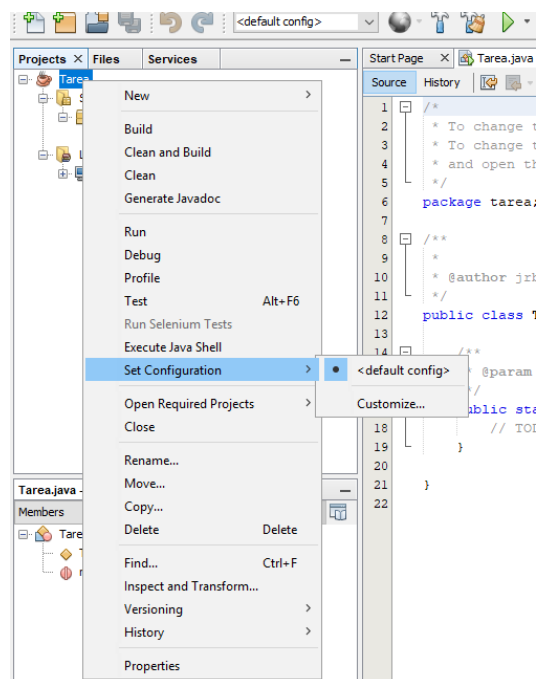 <default config>
Projects × Files Services
Tarea
New
Build
Clean and Build
Clean
Generate Javadoc
Run
Debug
Profile
Test Alt+F6
Run Selenium Tests
Execute Java Shell
Set Configuration
Open Required Projects
Close
Rename...
Move...
Copy...
Delete Delete
Find... Ctrl+F
Inspect and Transform...
Versioning
History
Properties
<default config>
Customize...
Tarea.java -
Members
Tare
Start Page × Tarea.java
Source History
1 /*
2 * To change t
3 * To change t
4 * and open th
5 */
6 package tarea;
7
8 /**
9 *
10 * @author jrb
11 */
12 public class T
13
14 /**
* @param
*/
ublic sta
18 // TOD
19 }
20
21 }
22